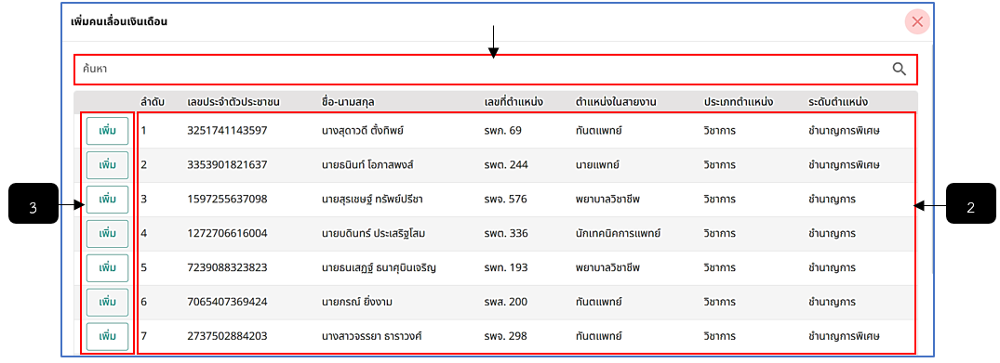 เพิ่มคนเลื่อนเงินเดือน
ค้นหา
ลำดับ เลขประจำตัวประชาชน ชื่อ-นามสกุล เลขที่ตำแหน่ง ตำแหน่งในสายงาน ประเภทตำแหน่ง ระดับตำแหน่ง
เพิ่ม 1 3251741143597 นางสุดาวดี ตั้งทิพย์ รพก. 69 ทันตแพทย์ วิชาการ ชำนาญการพิเศษ
เพิ่ม 2 3353901821637 นายธนินท์ โอภาสพงส์ รพต. 244 นายแพทย์ วิชาการ ชำนาญการพิเศษ
เพิ่ม 3 1597255637098 นายสุรเชษฐ์ ทรัพย์ปรีชา รพจ. 576 พยาบาลวิชาชีพ วิชาการ ชำนาญการ
3 2
เพิ่ม 4 1272706616004 นายบดินทร์ ประเสริฐโสม รพต. 336 นักเทคนิคการแพทย์ วิชาการ ชำนาญการ
เพิ่ม 5 7239088323823 นายธนเสฏฐ์ ธนาศุบินเจริญ รพท. 193 พยาบาลวิชาชีพ วิชาการ ชำนาญการ
เพิ่ม 6 7065407369424 นายกรณ์ ยิ่งงาม รพส. 200 ทันตแพทย์ วิชาการ ชำนาญการ
เพิ่ม 7 2737502884203 นางสาวจรรยา ธาราวงศ์ รพจ. 298 ทันตแพทย์ วิชาการ ชำนาญการพิเศษ